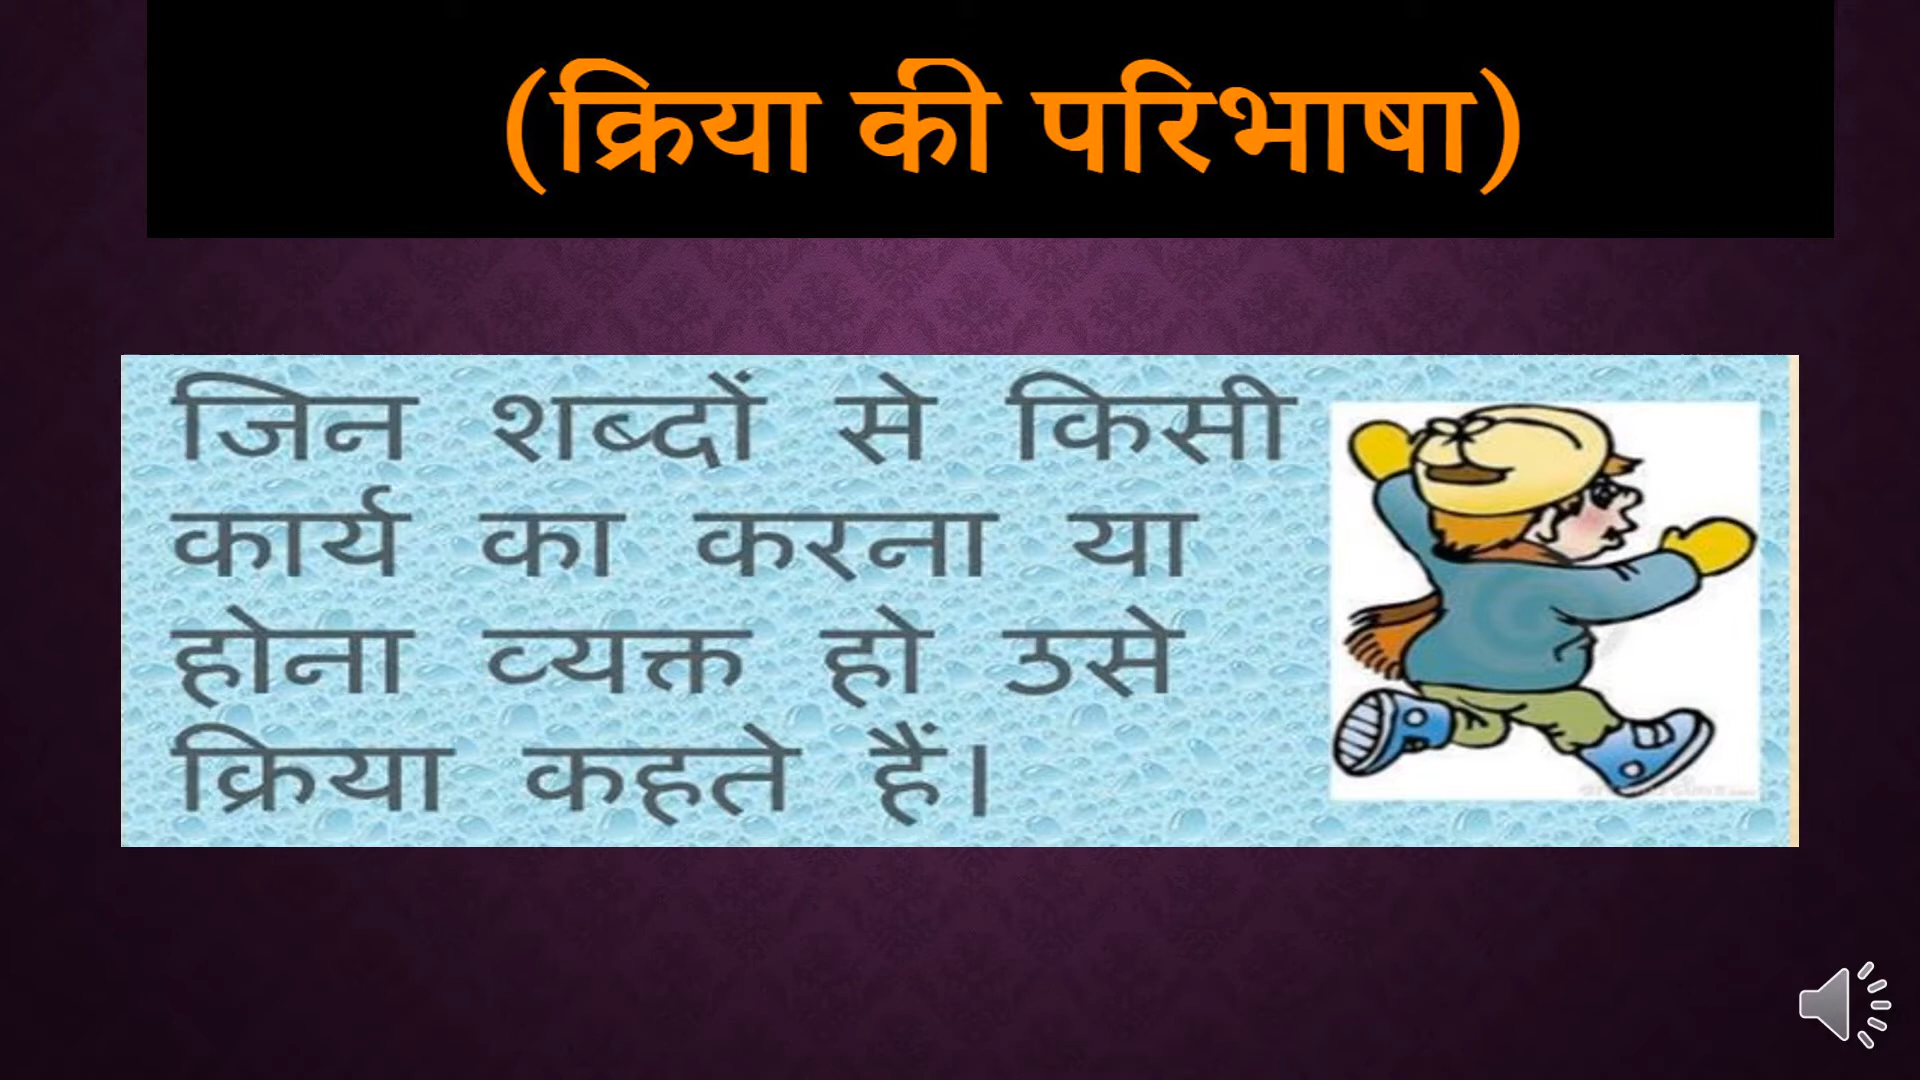 (क्रिया की परिभाषा)
जिन शब्दों से किसी
कार्य का करना या
होना व्यक्त हो उसे
क्रिया कहते हैं।